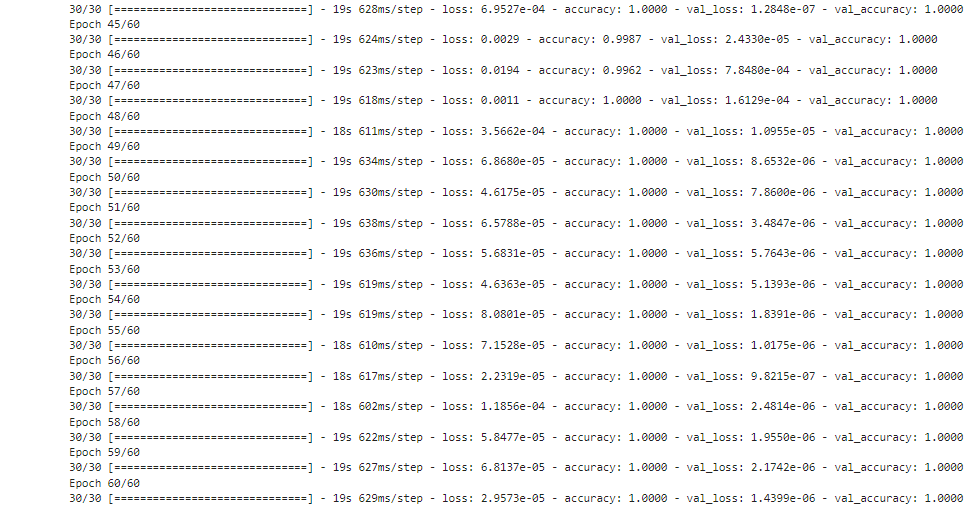 30/30 [==============================] - 19s 628ms/step - loss: 6.9527e-04 - accuracy: 1.0000 - val_loss: 1.2848e-07 - val_accuracy: 1.0000
Epoch 45/60
30/30 [==============================] - 19s 624ms/step - loss: 0.0029 - accuracy: 0.9987 - val_loss: 2.4330e-05 - val_accuracy: 1.0000
Epoch 46/60
30/30 [==============================] - 19s 623ms/step - loss: 0.0194 - accuracy: 0.9962 - val_loss: 7.8480e-04 - val_accuracy: 1.0000
Epoch 47/60
30/30 [==============================] - 19s 618ms/step - loss: 0.0011 - accuracy: 1.0000 - val_loss: 1.6129e-04 - val_accuracy: 1.0000
Epoch 48/60
30/30 [==============================] - 18s 611ms/step - loss: 3.5662e-04 - accuracy: 1.0000 - val_loss: 1.0955e-05 - val_accuracy: 1.0000
Epoch 49/60
30/30 [==============================] - 19s 634ms/step - loss: 6.8680e-05 - accuracy: 1.0000 - val_loss: 8.6532e-06 - val_accuracy: 1.0000
Epoch 50/60
30/30 [==============================] - 19s 630ms/step - loss: 4.6175e-05 - accuracy: 1.0000 - val_loss: 7.8600e-06 - val_accuracy: 1.0000
Epoch 51/60
30/30 [==============================] - 19s 638ms/step - loss: 6.5788e-05 - accuracy: 1.0000 - val_loss: 3.4847e-06 - val_accuracy: 1.0000
Epoch 52/60
30/30 [==============================] - 19s 636ms/step - loss: 5.6831e-05 - accuracy: 1.0000 - val_loss: 5.7643e-06 - val_accuracy: 1.0000
Epoch 53/60
30/30 [==============================] - 19s 619ms/step - loss: 4.6363e-05 - accuracy: 1.0000 - val_loss: 5.1393e-06 - val_accuracy: 1.0000
Epoch 54/60
30/30 [==============================] - 19s 619ms/step - loss: 8.0801e-05 - accuracy: 1.0000 - val_loss: 1.8391e-06 - val_accuracy: 1.0000
Epoch 55/60
30/30 [==============================] - 18s 610ms/step - loss: 7.1528e-05 - accuracy: 1.0000 - val_loss: 1.0175e-06 - val_accuracy: 1.0000
Epoch 56/60
30/30 [==============================] - 18s 617ms/step - loss: 2.2319e-05 - accuracy: 1.0000 - val_loss: 9.8215e-07 - val_accuracy: 1.0000
Epoch 57/60
30/30 [==============================] - 18s 602ms/step - loss: 1.1856e-04 - accuracy: 1.0000 - val_loss: 2.4814e-06 - val_accuracy: 1.0000
Epoch 58/60
30/30 [==============================] - 19s 622ms/step - loss: 5.8477e-05 - accuracy: 1.0000 - val_loss: 1.9550e-06 - val_accuracy: 1.0000
Epoch 59/60
30/30 [==============================] - 19s 627ms/step - loss: 6.8137e-05 - accuracy: 1.0000 - val_loss: 2.1742e-06 - val_accuracy: 1.0000
Epoch 60/60
30/30 [==============================] - 19s 629ms/step - loss: 2.9573e-05 - accuracy: 1.0000 - val_loss: 1.4399e-06 - val_accuracy: 1.0000